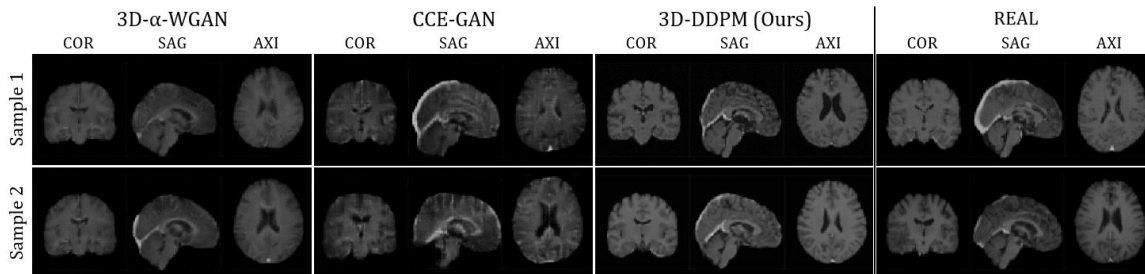 3D-α-WGAN CCE-GAN 3D-DDPM (Ours) REAL
COR SAG AXI COR SAG AXI COR SAG AXI COR SAG AXI
Sample 1
Sample 2